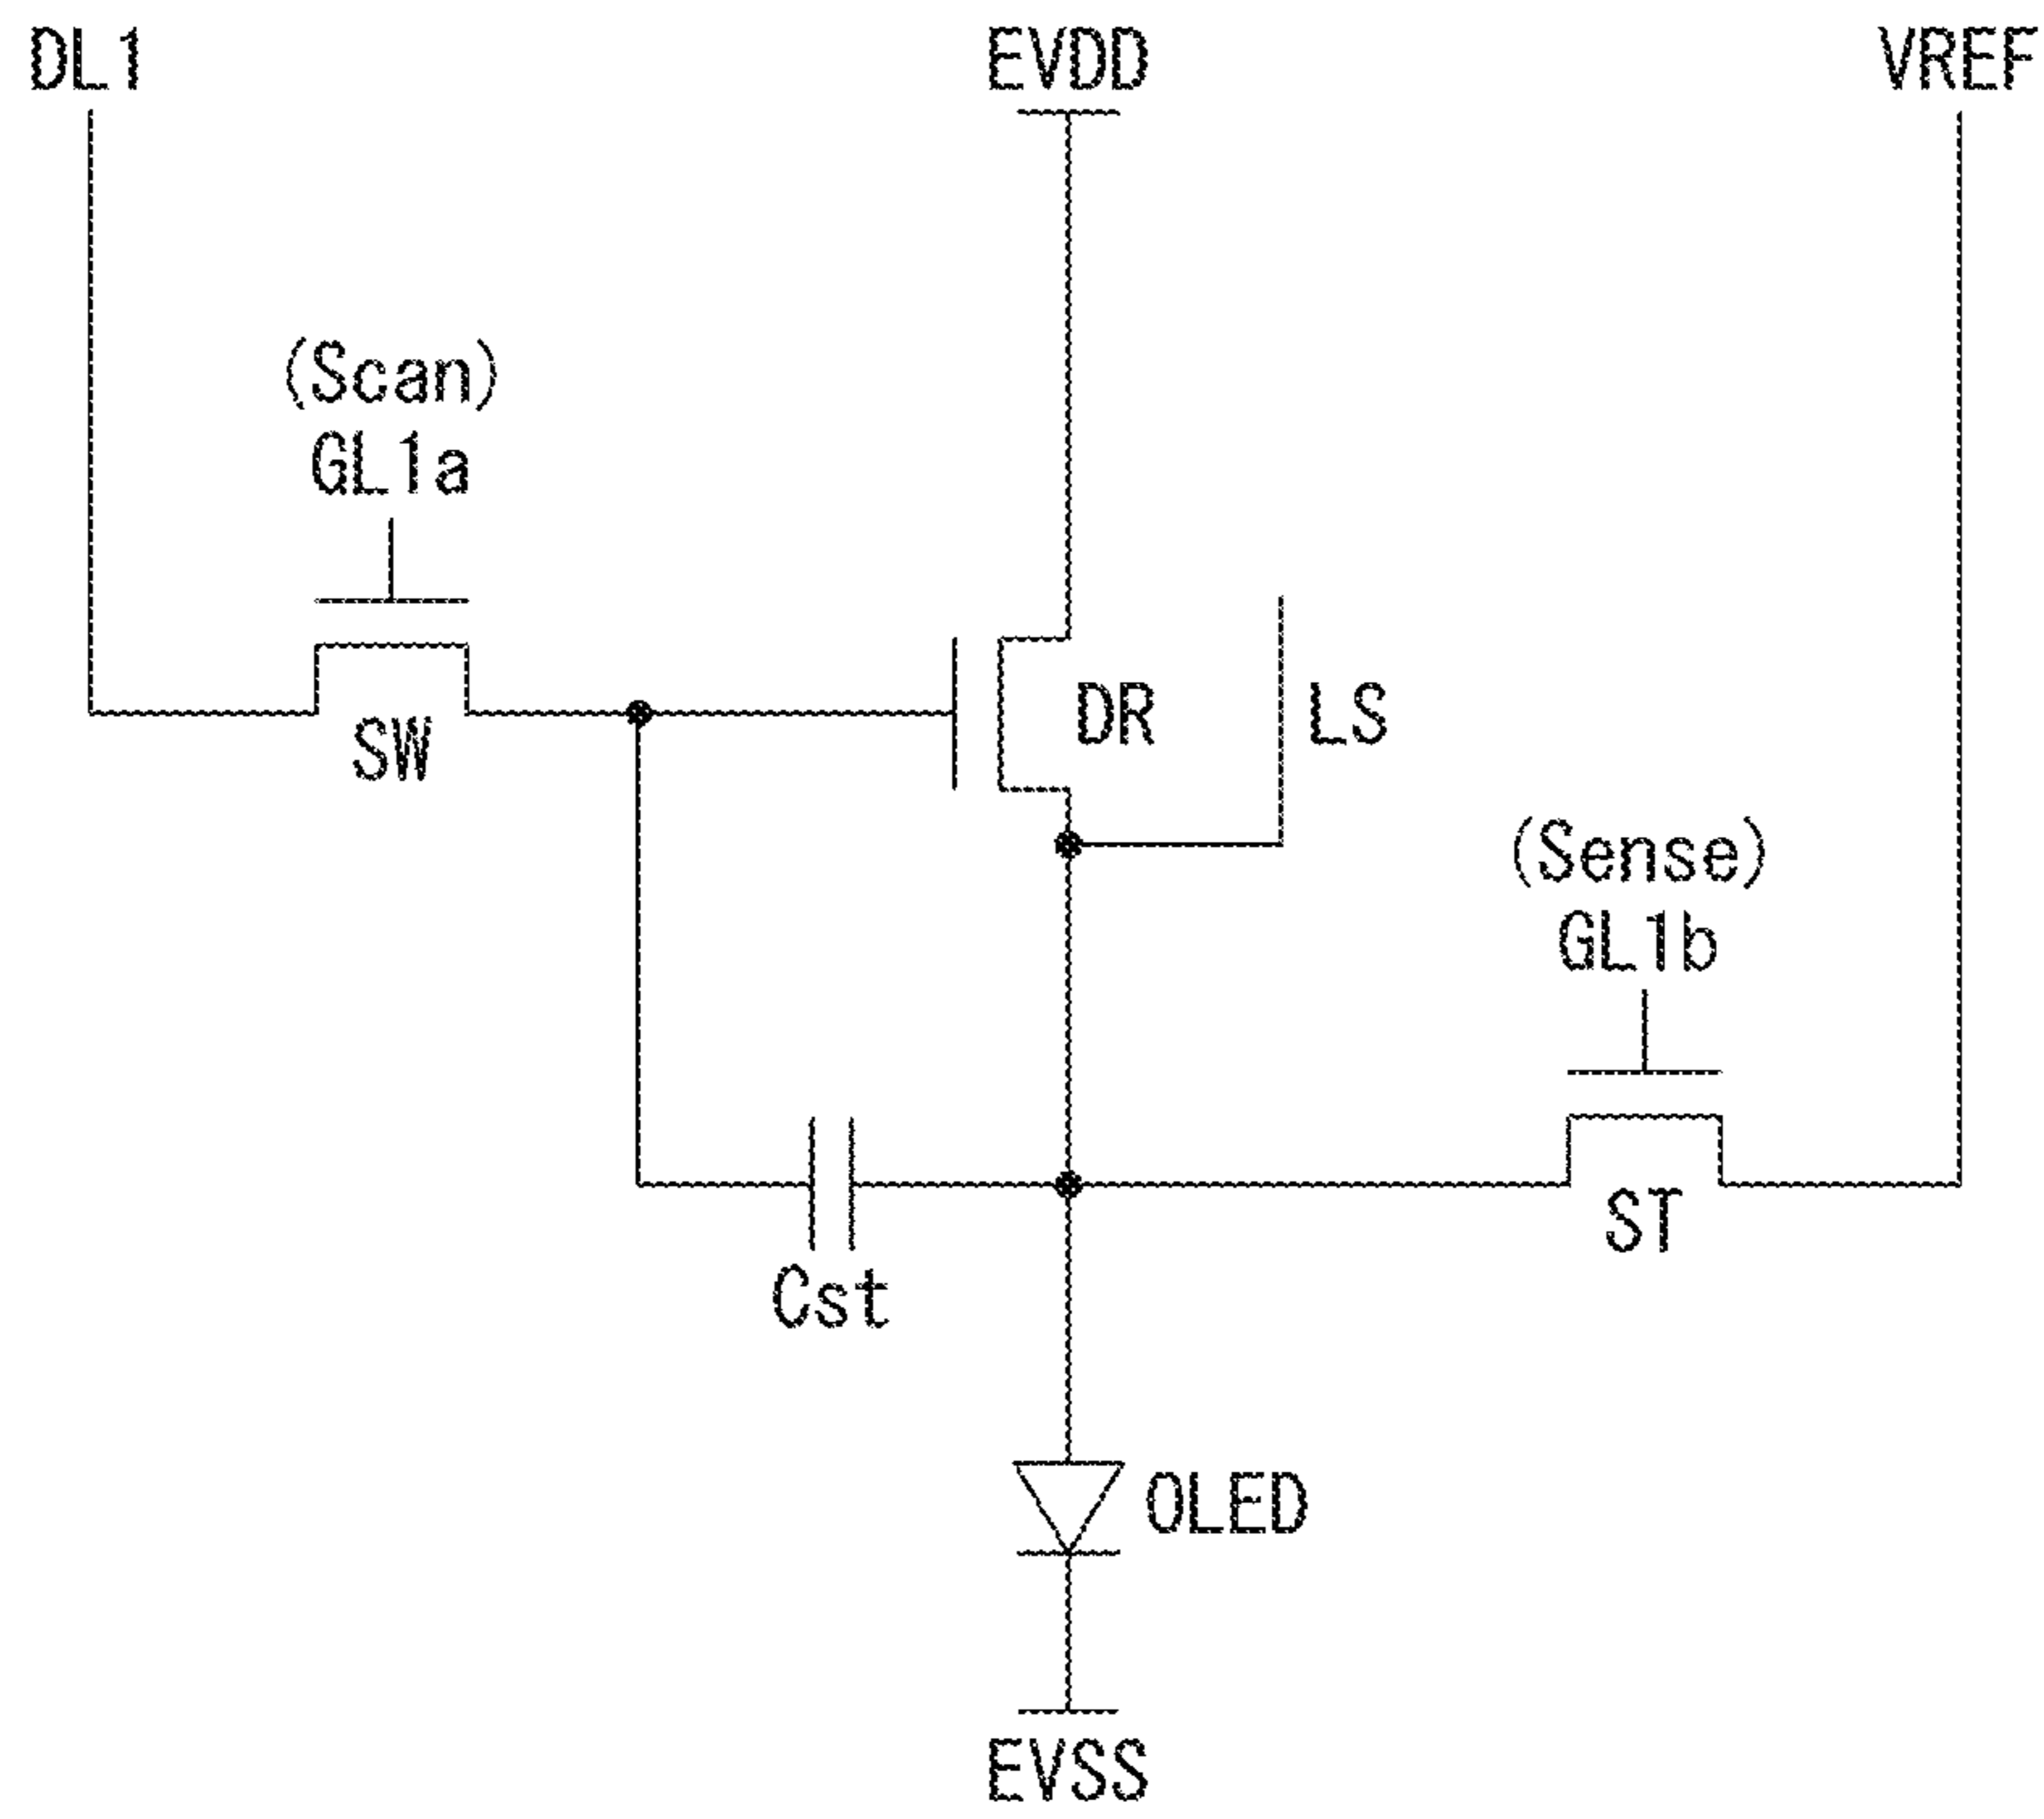 DL1
EVDD
VREF
(Scan)
GL1a
SW
DR
LS
(Sense)
GL1b
ST
Cst
OLED
EVSS